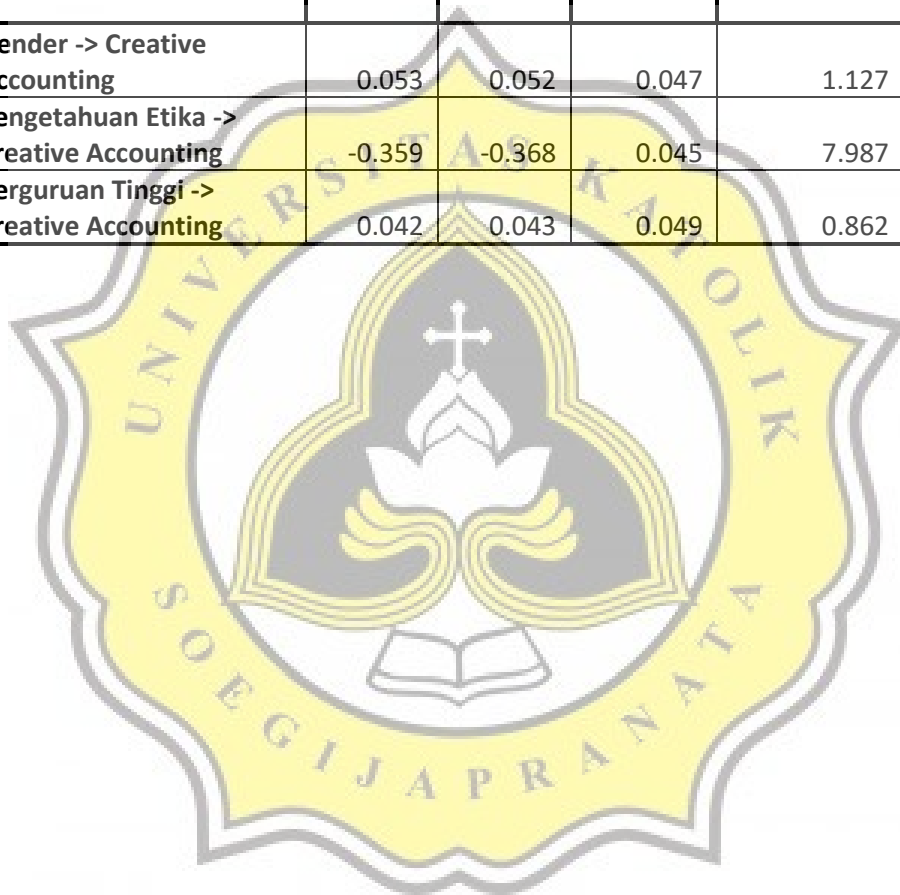 ender -> Creative
ccounting 0.053 0.052 0.047 1.127
engetahuan Etika ->
reative Accounting -0.359 -0.368 0.045 7.987
erguruan Tinggi ->
reative Accounting 0.042 0.043 0.049 0.862
UNIVERSITAS KATOLIK
SOEGIJAPRANATA